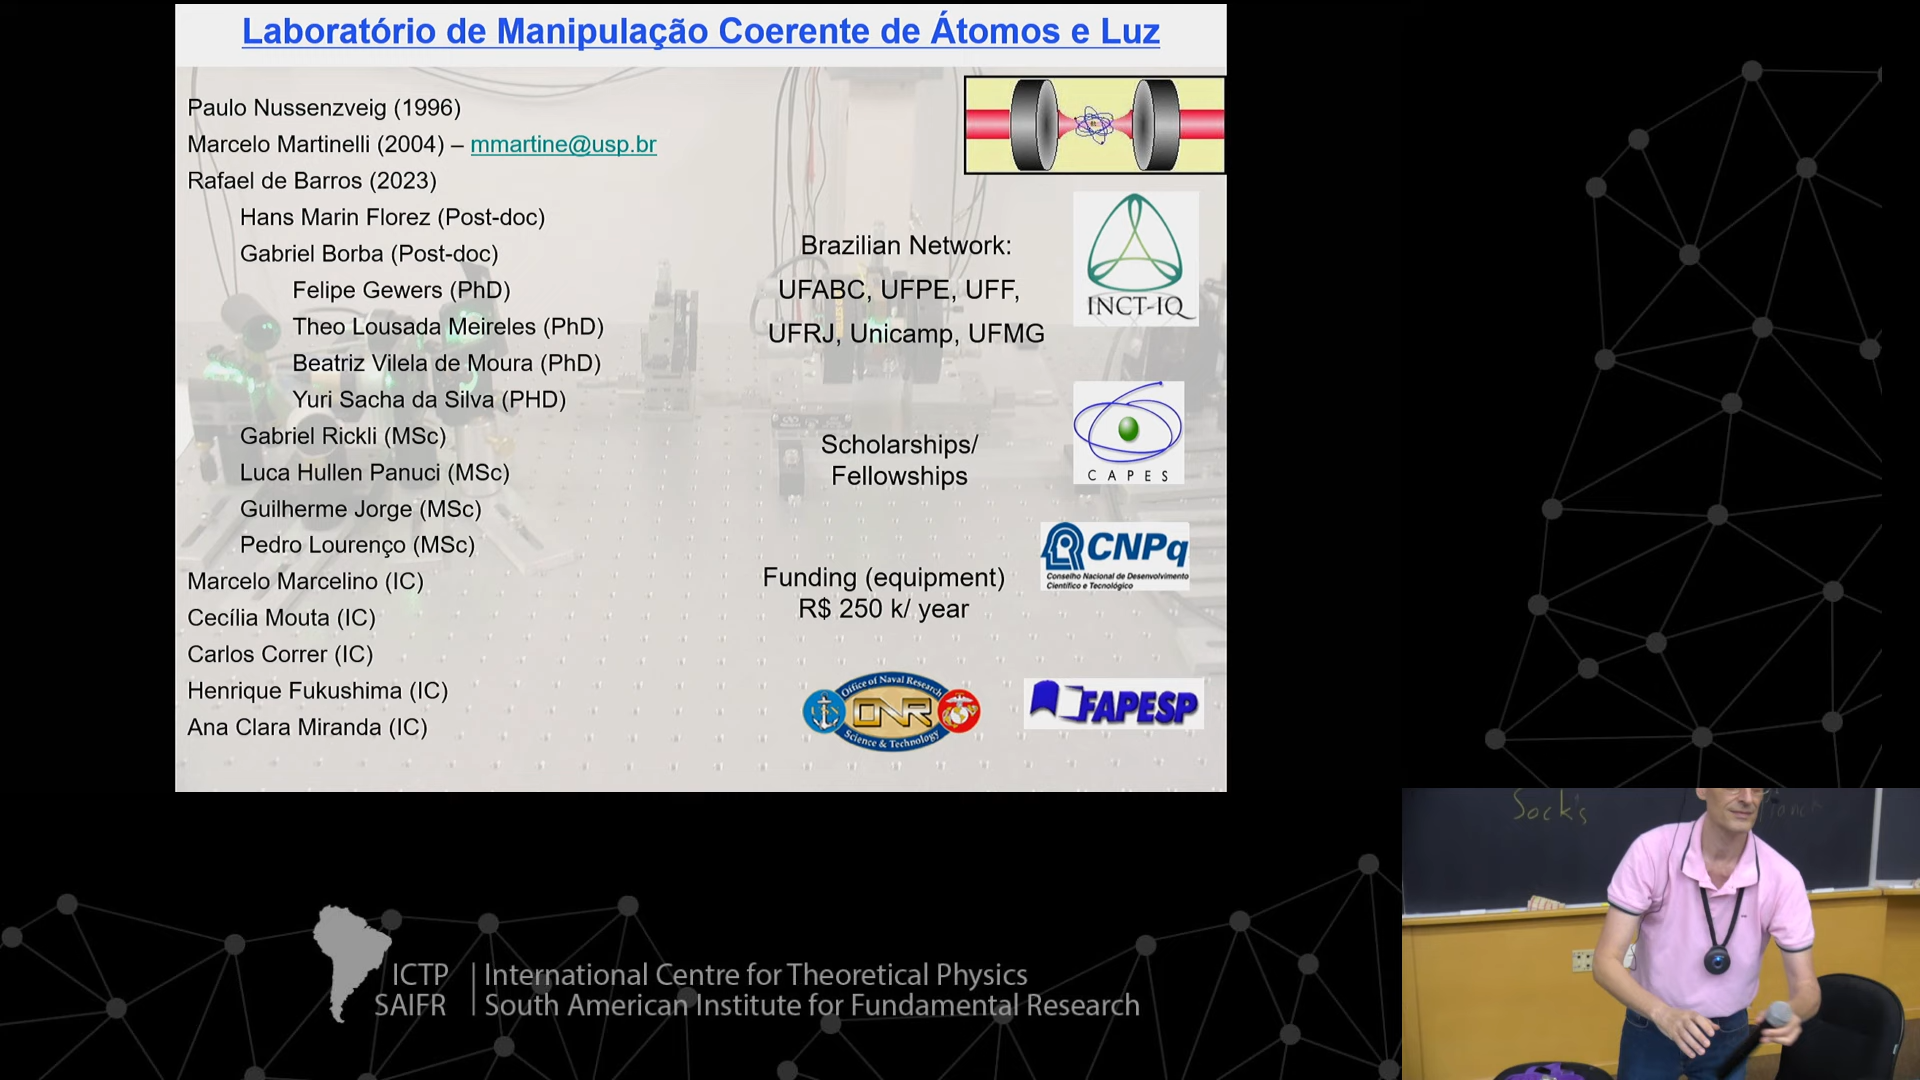 Laboratório de Manipulação Coerente de Átomos e Luz
Paulo Nussenzveig (1996)
Marcelo Martinelli (2004) – mmartine@usp.br
Rafael de Barros (2023)
Hans Marin Florez (Post-doc)
Gabriel Borba (Post-doc)
Felipe Gewers (PhD)
Theo Lousada Meireles (PhD)
Beatriz Vilela de Moura (PhD)
Yuri Sacha da Silva (PHD)
Gabriel Rickli (MSc)
Luca Hullen Panuci (MSc)
Guilherme Jorge (MSc)
Pedro Lourenço (MSc)
Marcelo Marcelino (IC)
Cecília Mouta (IC)
Carlos Correr (IC)
Henrique Fukushima (IC)
Ana Clara Miranda (IC)
Brazilian Network:
UFABC, UFPE, UFF,
UFRJ, Unicamp, UFMG
INCT-IQ
Scholarships/
Fellowships
CAPES
CNPq
Conselho Nacional de Desenvolvimento
Científico e Tecnológico
Funding (equipment)
R$ 250 k/ year
Office of Naval Research
ONR
Science & Technology
FAPESP
Sock's
ICTP | International Centre for Theoretical Physics
SAIFR | South American Institute for Fundamental Research